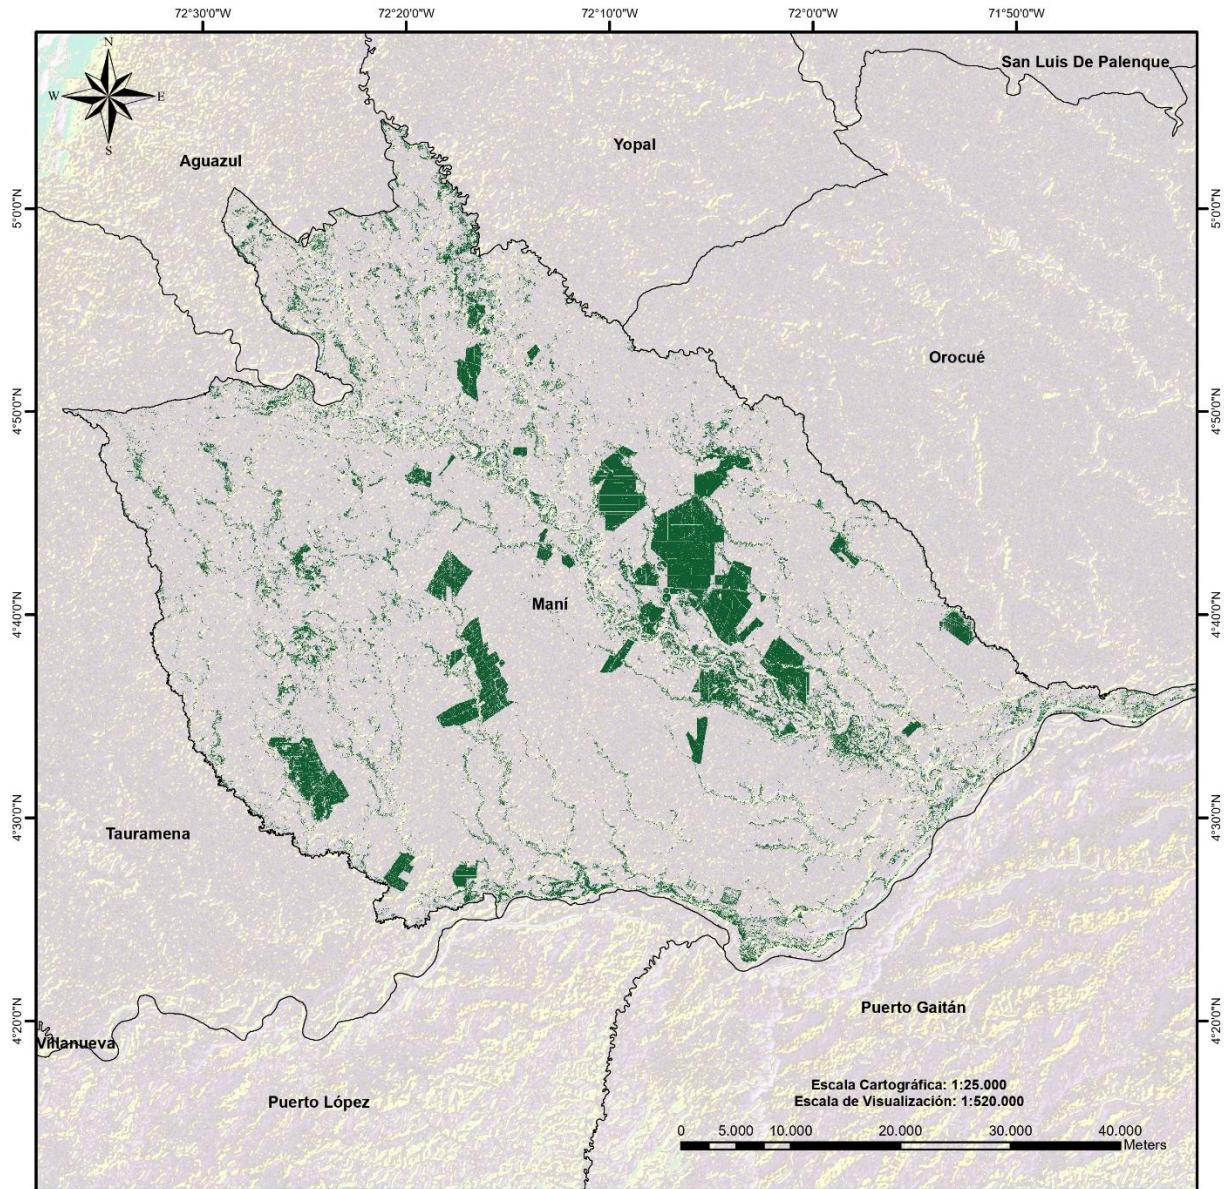 72°30'0"W
72°20'0"W
72°10'0"W
72°0'0"W
71°50'0"W
N
W
E
S
San Luis De Palenque
Yopal
Aguazul
5°0'0"N
5°0'0"N
Orocué
4°50'0"N
4°50'0"N
Maní
4°40'0"N
4°40'0"N
4°30'0"N
4°30'0"N
Tauramena
Puerto Gaitán
4°20'0"N
4°20'0"N
Villanueva
Puerto López
Escala Cartográfica: 1:25.000
Escala de Visualización: 1:520.000
0 5.000 10.000 20.000 30.000 40.000
Meters